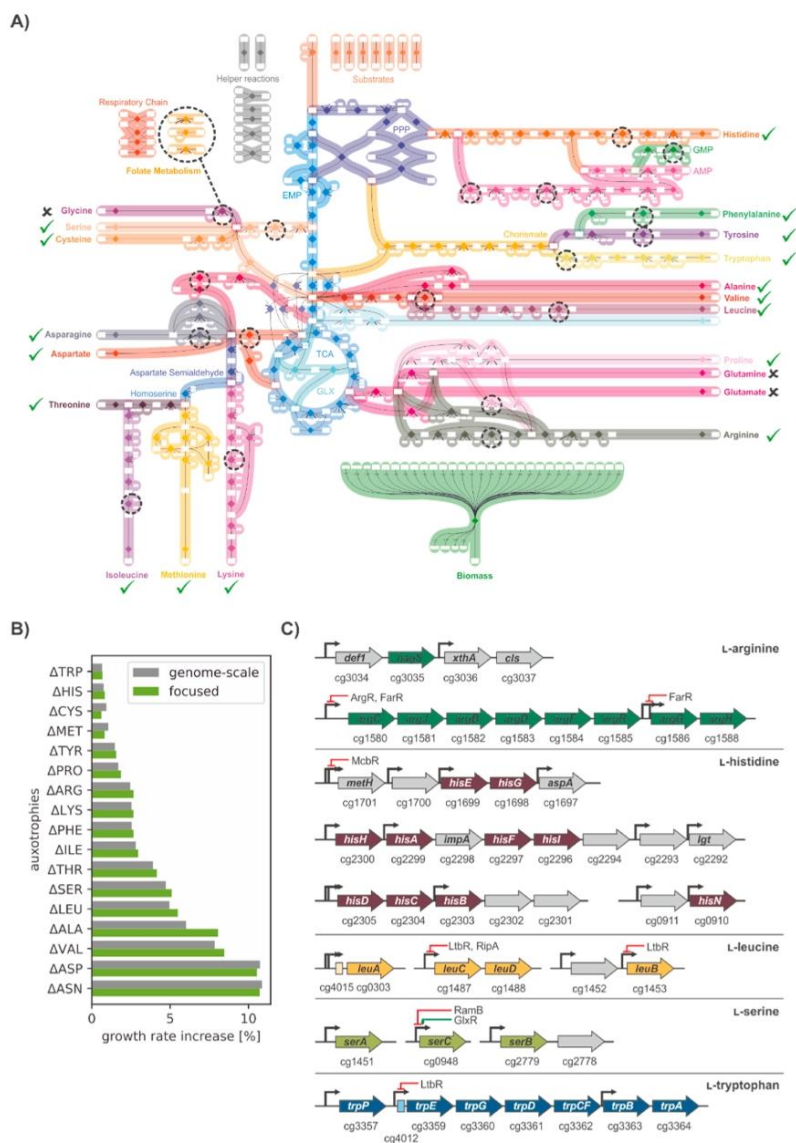 A)
Helper reactions
Substrates
Respiratory Chain
Folate Metabolism
PPP
EMP
Histidine
GMP
AMP
Glycine
Serine
Cysteine
Chorismate
Phenylalanine
Tyrosine
Tryptophan
Alanine
Valine
Leucine
Asparagine
Aspartate
TCA
GLX
Aspartate Semialdehyde
Homoserine
Threonine
Proline
Glutamine
Glutamate
Arginine
Isoleucine Methionine Lysine
Biomass
B)
auxotrophies
ΔTRP
ΔHIS
ΔCYS
ΔMET
ΔTYR
ΔPRO
ΔARG
ΔLYS
ΔPHE
ΔILE
ΔTHR
ΔSER
ΔLEU
ΔALA
ΔVAL
ΔASP
ΔASN
genome-scale
focused
0 5 10
growth rate increase [%]
C)
L-arginine
def1 xthA cls
cg3034 cg3035 cg3036 cg3037
ArgR, FarR FarR
cg1580 cg1581 cg1582 cg1583 cg1584 cg1585 cg1586 cg1588
L-histidine
McbR
metH hisE hisG aspA
cg1701 cg1700 cg1699 cg1698 cg1697
hisH hisA impA hisF hisI lgt
cg2300 cg2299 cg2298 cg2297 cg2296 cg2294 cg2293 cg2292
hisD hisC hisB hisN
cg2305 cg2304 cg2303 cg2302 cg2301 cg0911 cg0910
L-leucine
LtbR, RipA LtbR
leuA leuC leuD leuB
cg4015 cg0303 cg1487 cg1488 cg1452 cg1453
L-serine
RamB
GlxR
serA serC serB
cg1451 cg0948 cg2779 cg2778
L-tryptophan
LtbR
trpP trpE trpG trpD trpCF trpB trpA
cg3357 cg3359 cg3360 cg3361 cg3362 cg3363 cg3364
cg4012